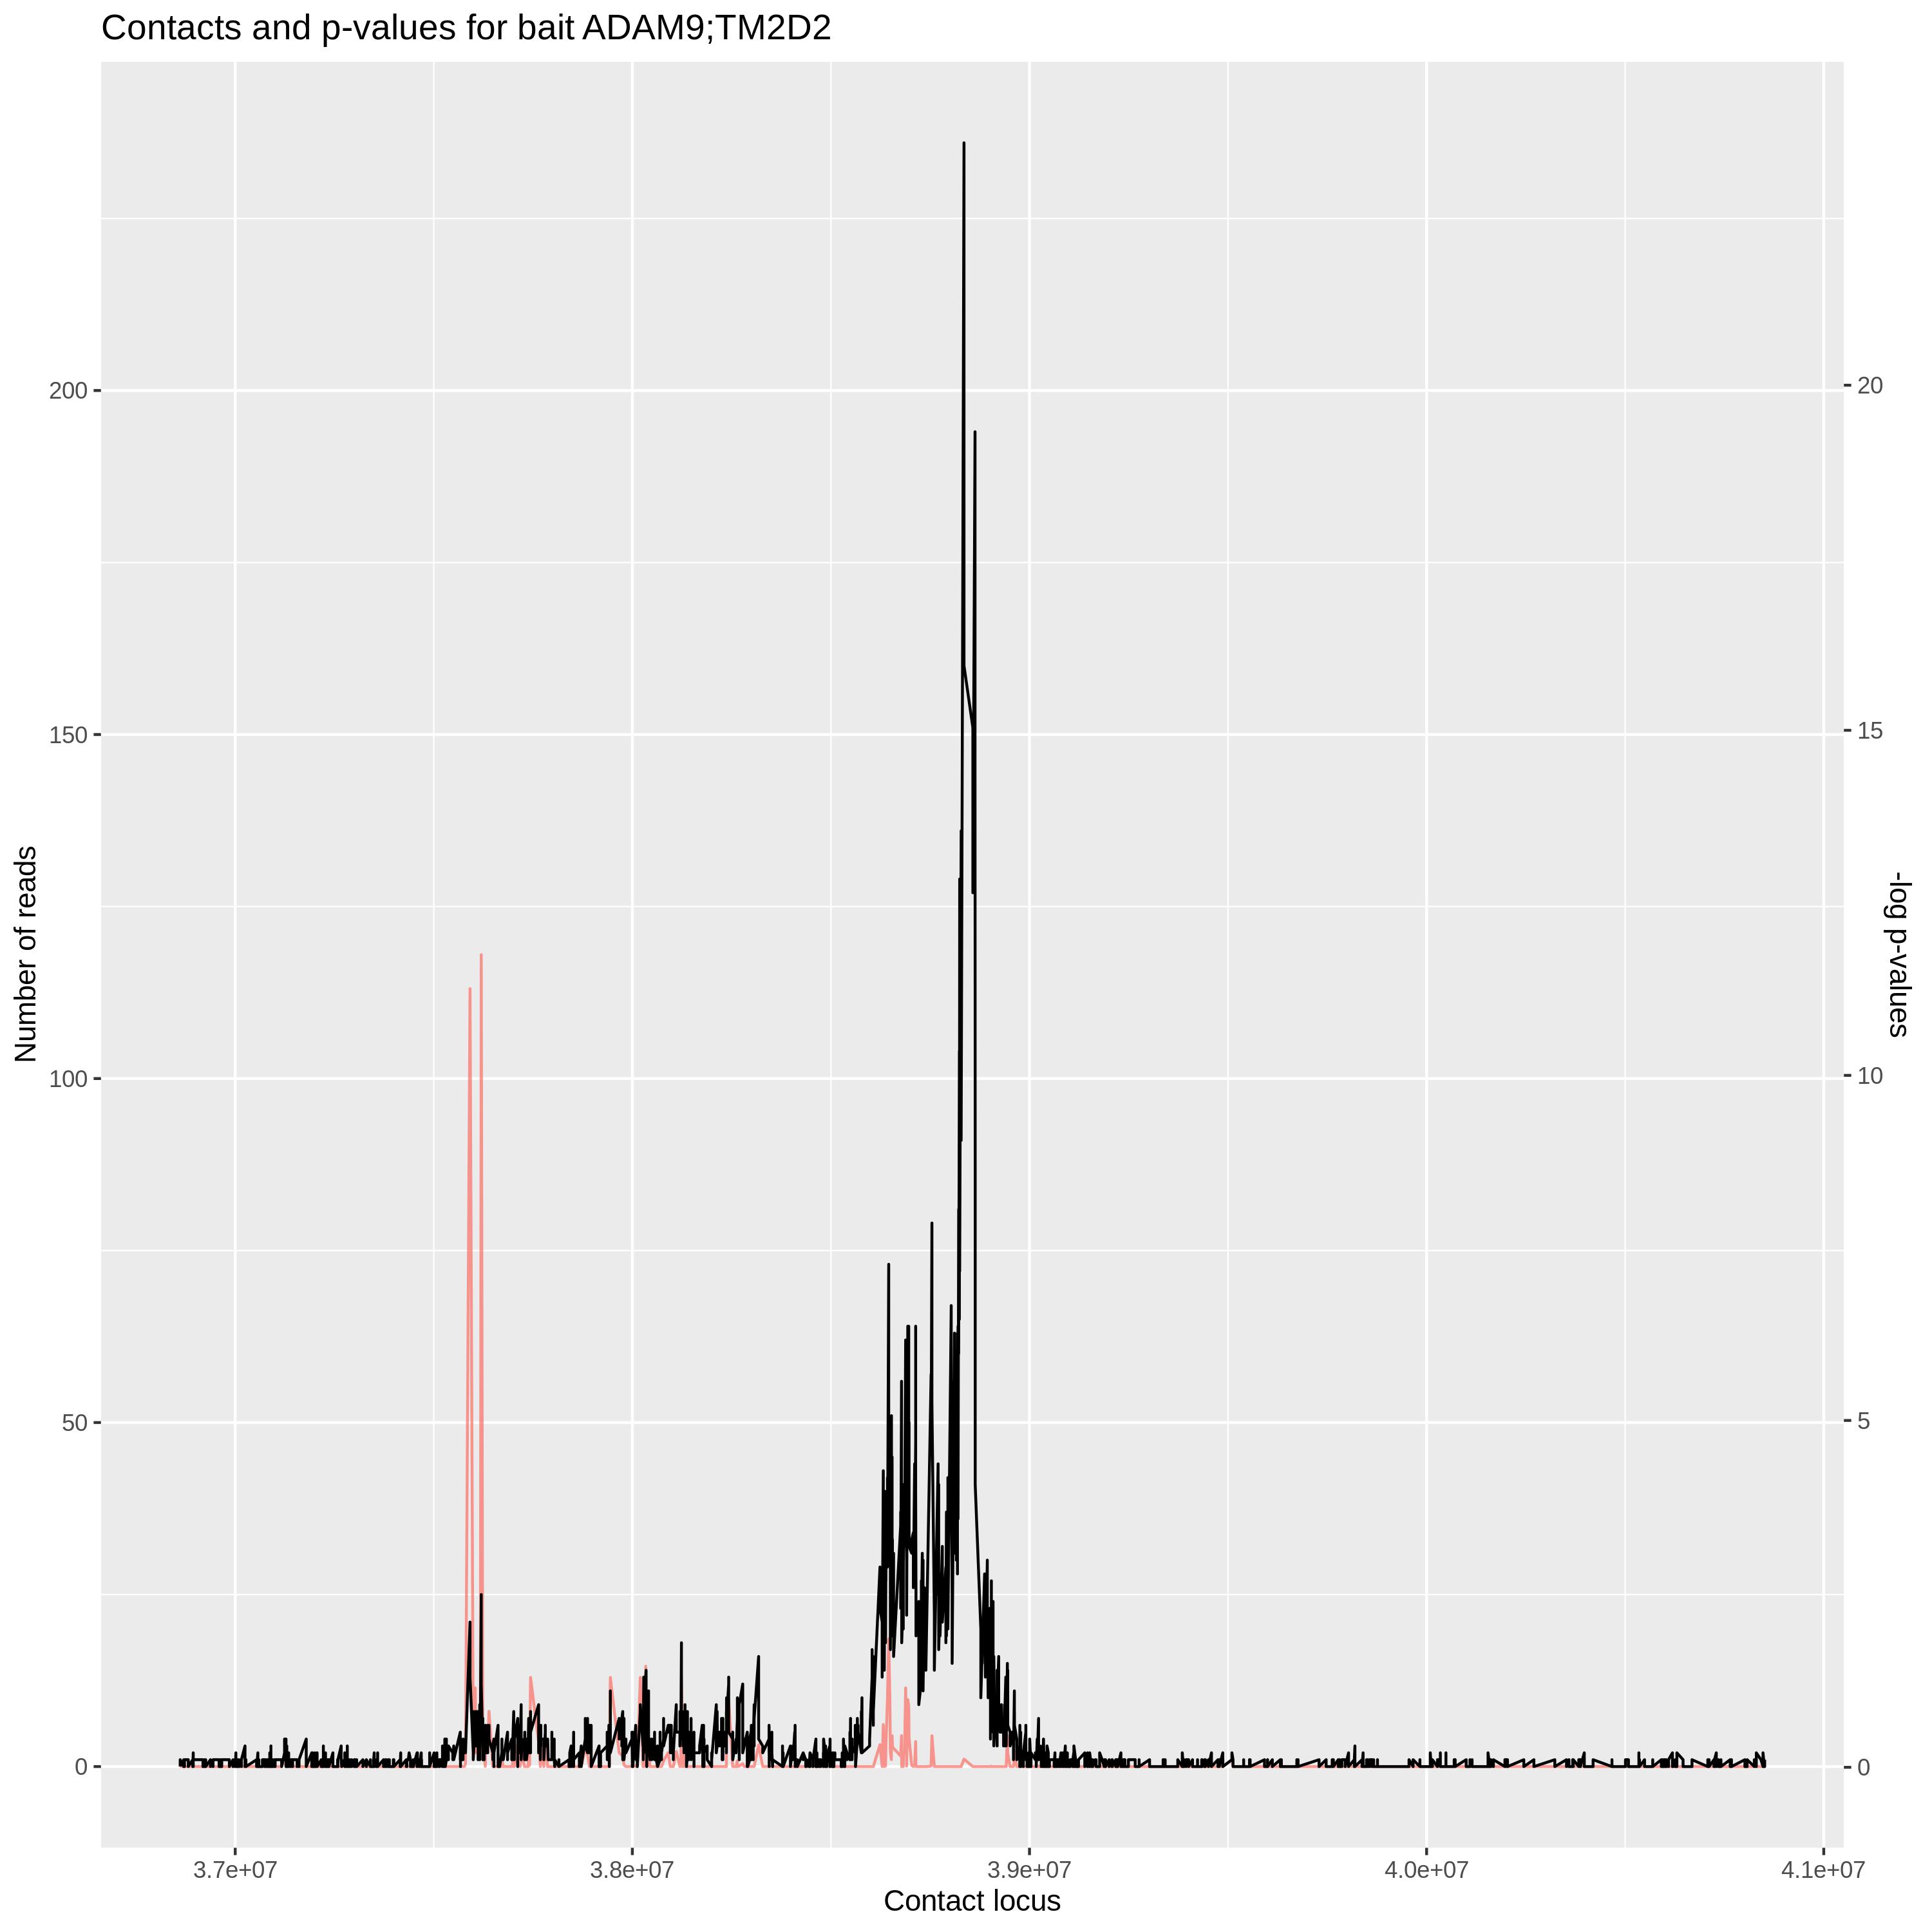 Contacts and p-values for bait ADAM9;TM2D2
Number of reads
200
150
100
50
0
-log p-values
20
15
10
5
0
3.7e+07 3.8e+07 3.9e+07 4.0e+07 4.1e+07
Contact locus